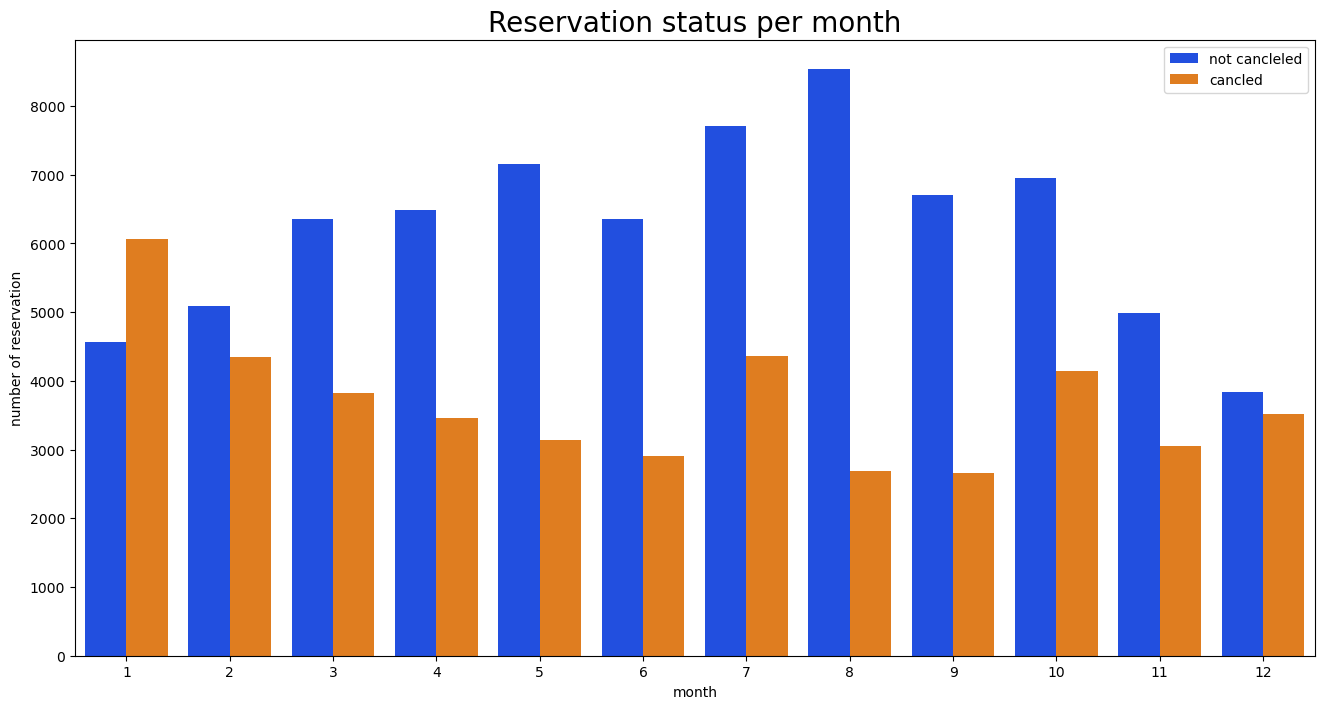 Reservation status per month
not cancleled
cancled
number of reservation
8000
7000
6000
5000
4000
3000
2000
1000
0
1 2 3 4 5 6 7 8 9 10 11 12
month